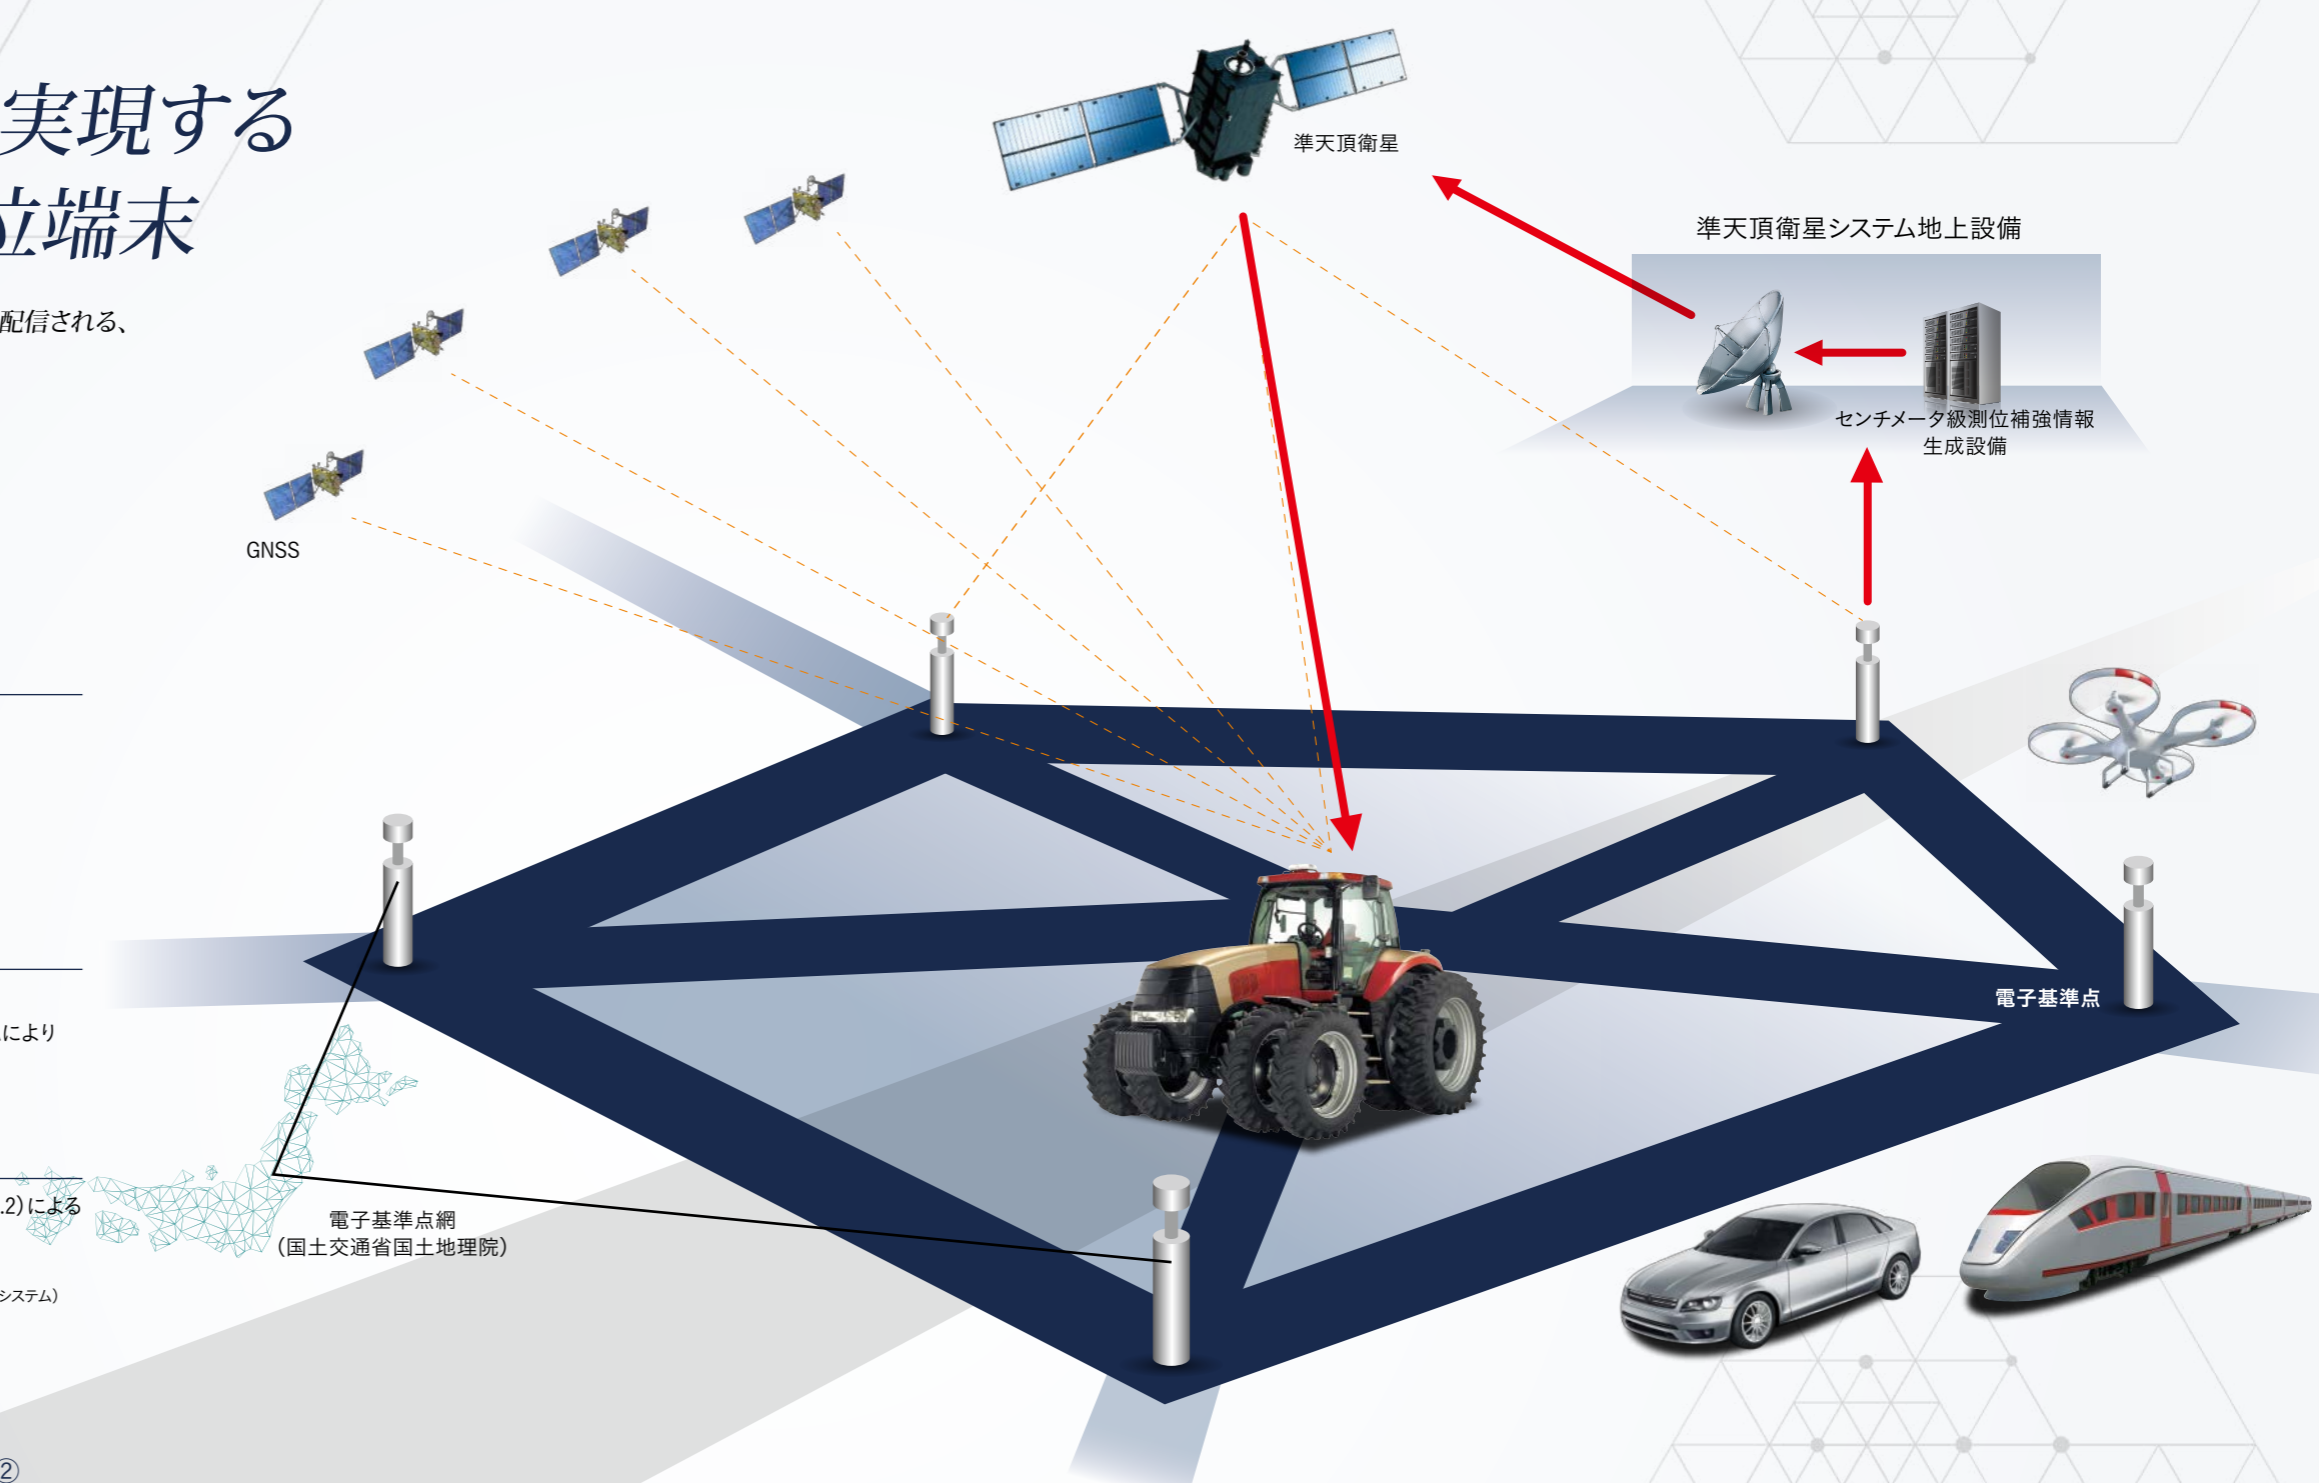 実現する
立端末
配信される、
準天頂衛星
準天頂衛星システム地上設備
センチメータ級測位補強情報
生成設備
GNSS
電子基準点
により
.2)による
電子基準点網
(国土交通省国土地理院)
システム)
②